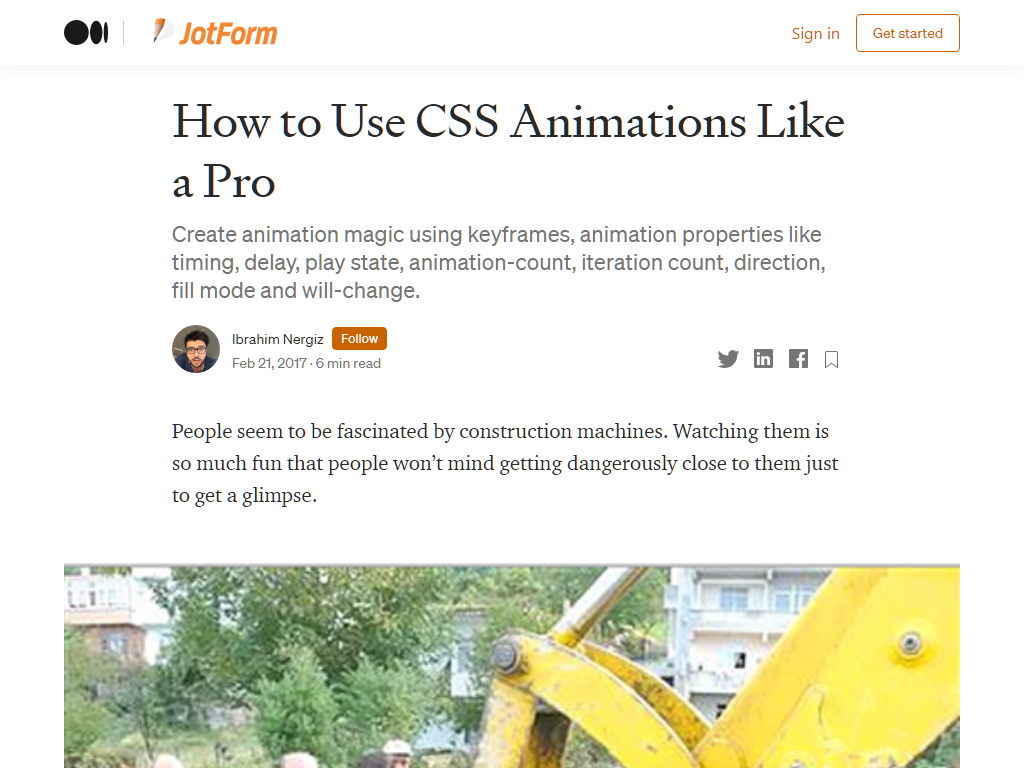 JotForm
Sign in
Get started
How to Use CSS Animations Like
a Pro
Create animation magic using keyframes, animation properties like
timing, delay, play state, animation-count, iteration count, direction,
fill mode and will-change.
Ibrahim Nergiz
Follow
Feb 21, 2017 · 6 min read
People seem to be fascinated by construction machines. Watching them is
so much fun that people won’t mind getting dangerously close to them just
to get a glimpse.